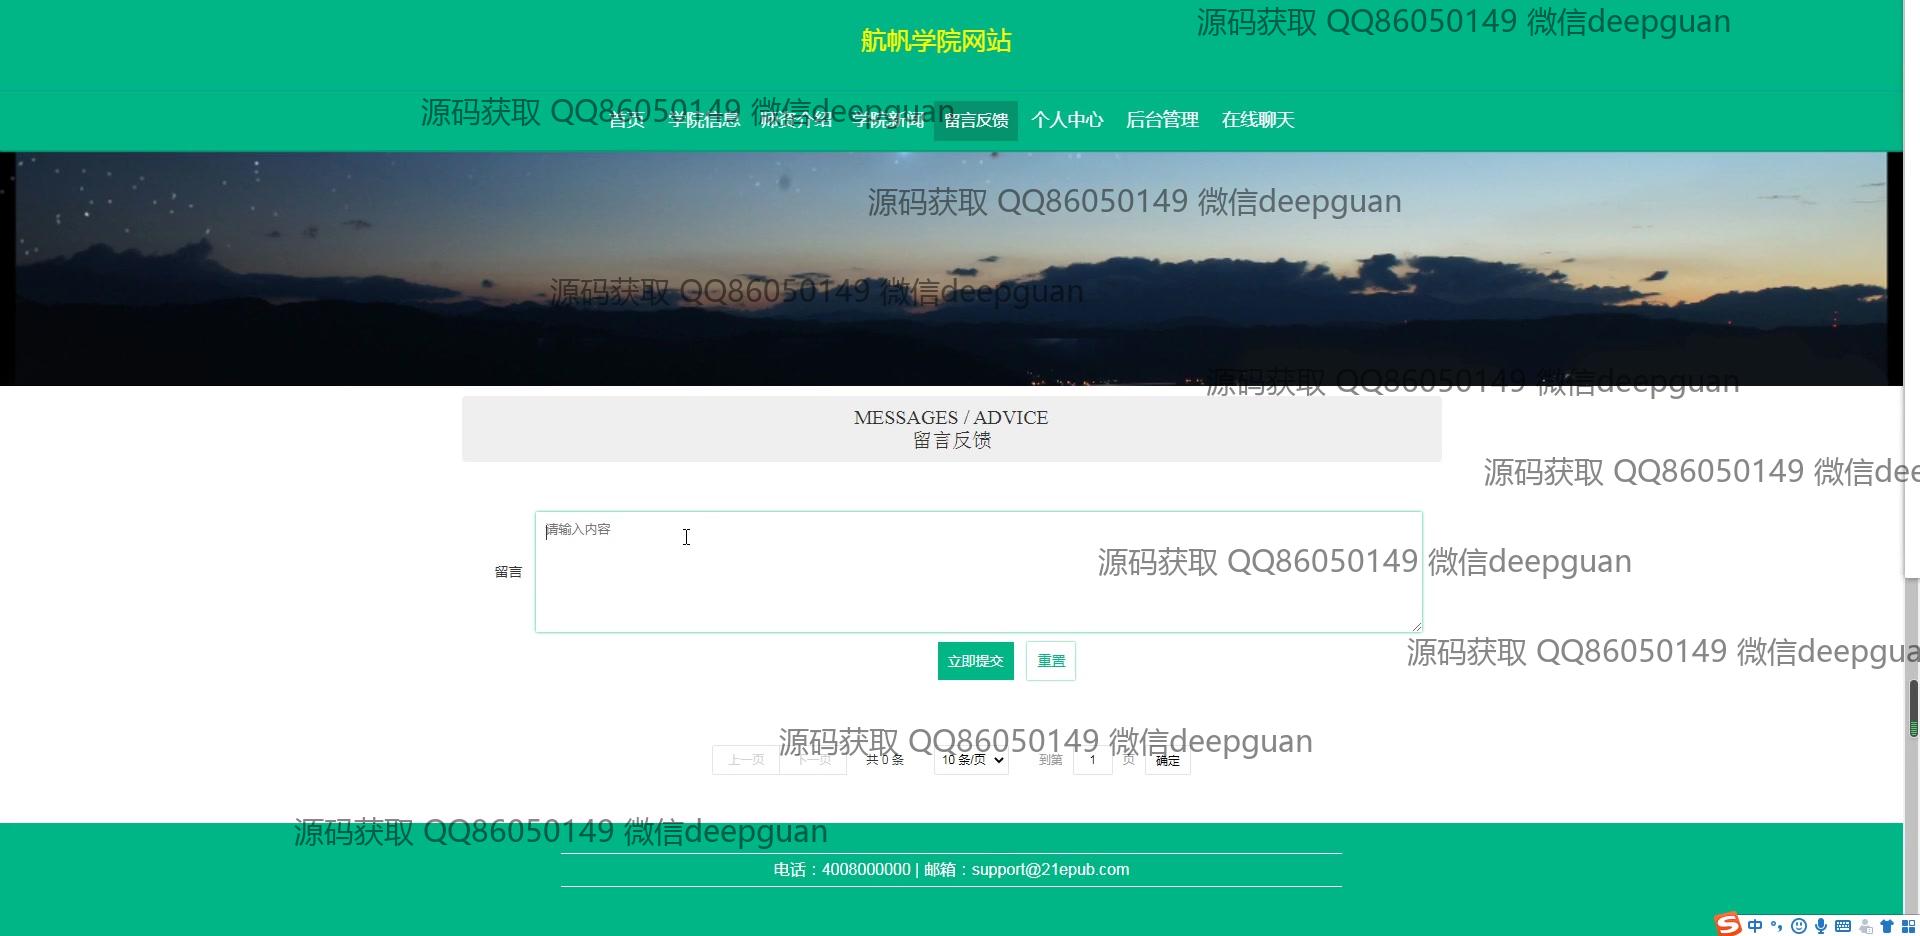 航帆学院网站
源码获取 QQ86050149 微信deepguan
源码获取 QQ86050149 微信deepguan
首页 学院信息 师资介绍 学院新闻 留言反馈 个人中心 后台管理 在线聊天
源码获取 QQ86050149 微信deepguan
源码获取 QQ86050149 微信deepguan
源码获取 QQ86050149 微信deepguan
MESSAGES / ADVICE
留言反馈
源码获取 QQ86050149 微信dee
请输入内容
源码获取 QQ86050149 微信deepguan
留言
源码获取 QQ86050149 微信deepgua
立即提交 重置
源码获取 QQ86050149 微信deepguan
上一页 下一页 共 0 条 10 条/页 到第 1 页 确定
源码获取 QQ86050149 微信deepguan
电话：4008000000 | 邮箱：support@21epub.com
中